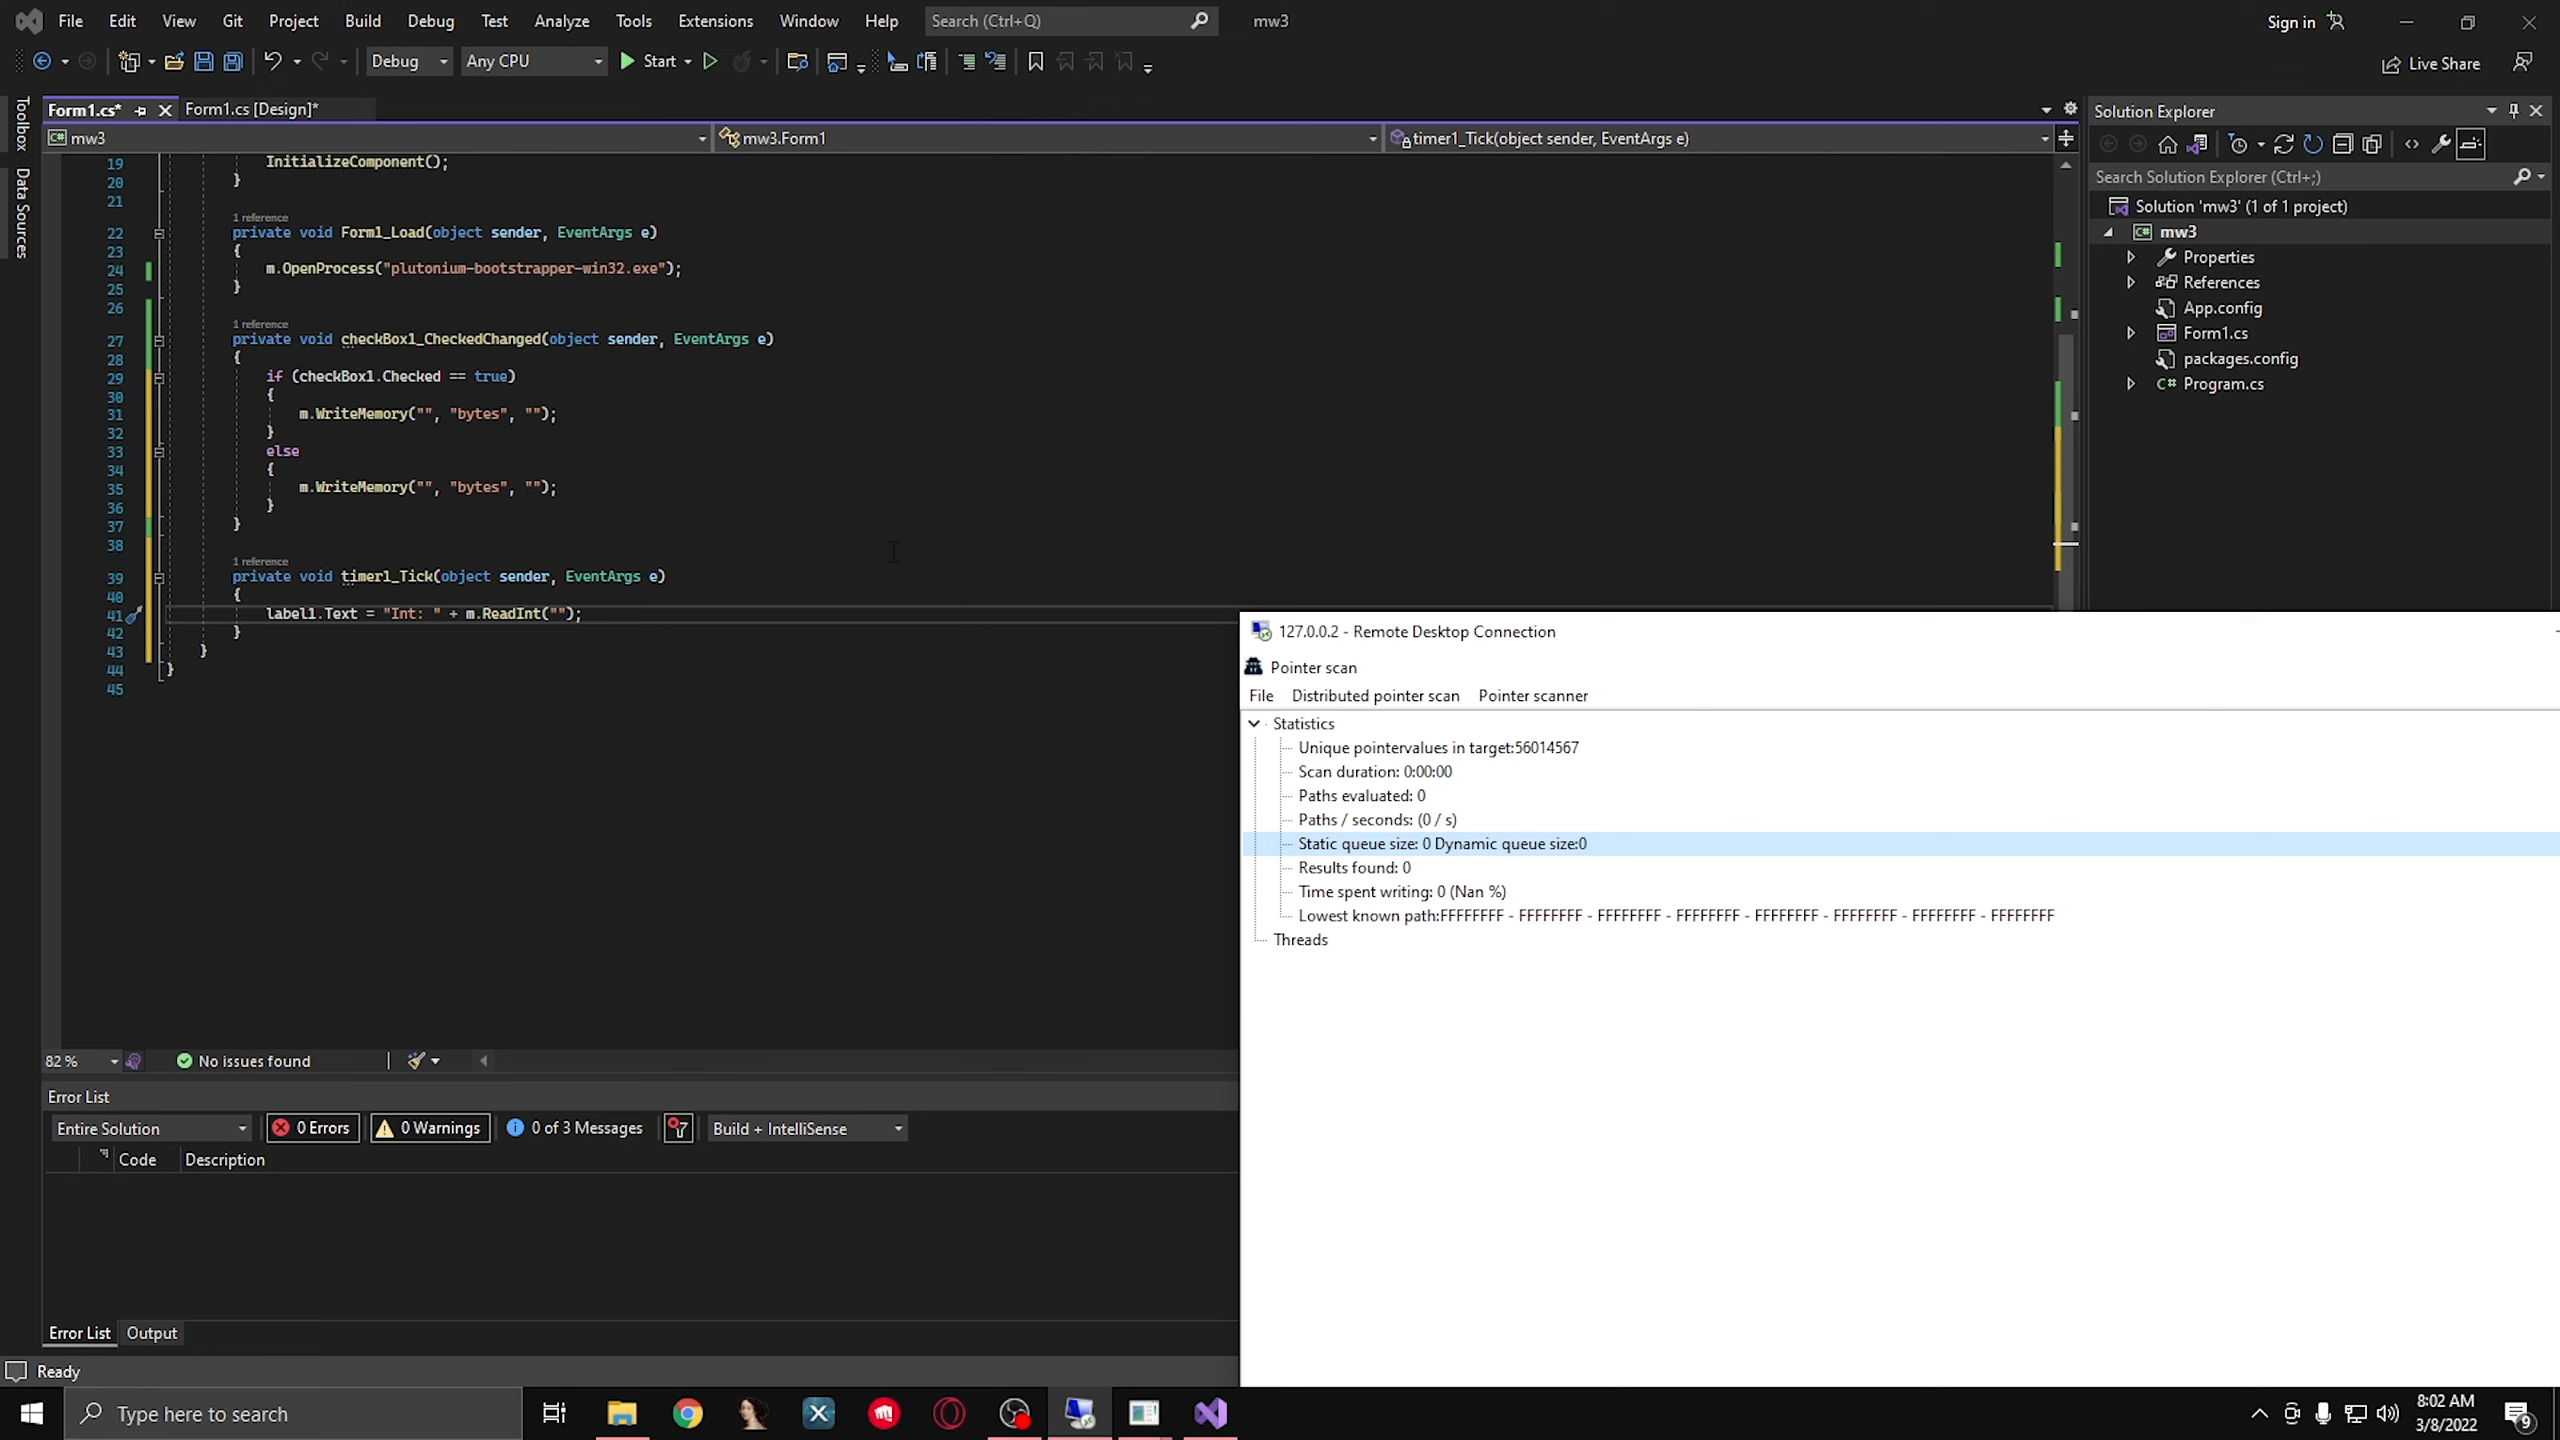 File Edit View Git Project Build Debug Test Analyze Tools Extensions Window Help Search (Ctrl+Q) mw3 Sign in
Debug Any CPU Start Live Share
Form1.cs* Form1.cs [Design]*
mw3 mw3.Form1 timer1_Tick(object sender, EventArgs e)
Toolbox
Data Sources
19 InitializeComponent();
20 }
21
1 reference
22 private void Form1_Load(object sender, EventArgs e)
23 {
24 m.OpenProcess("plutonium-bootstrapper-win32.exe");
25 }
26
1 reference
27 private void checkBox1_CheckedChanged(object sender, EventArgs e)
28 {
29 if (checkBox1.Checked == true)
30 {
31 m.WriteMemory("", "bytes", "");
32 }
33 else
34 {
35 m.WriteMemory("", "bytes", "");
36 }
37 }
38
1 reference
39 private void timer1_Tick(object sender, EventArgs e)
40 {
41 label1.Text = "Int: " + m.ReadInt("");
42 }
43 }
44 }
45
82 % No issues found
Error List
Entire Solution 0 Errors 0 Warnings 0 of 3 Messages Build + IntelliSense
Code Description
Error List Output
Ready
Solution Explorer
Search Solution Explorer (Ctrl+;)
Solution 'mw3' (1 of 1 project)
C# mw3
Properties
References
App.config
Form1.cs
packages.config
C# Program.cs
127.0.0.2 - Remote Desktop Connection
Pointer scan
File Distributed pointer scan Pointer scanner
Statistics
Unique pointervalues in target:56014567
Scan duration: 0:00:00
Paths evaluated: 0
Paths / seconds: (0 / s)
Static queue size: 0 Dynamic queue size:0
Results found: 0
Time spent writing: 0 (Nan %)
Lowest known path:FFFFFFFF - FFFFFFFF - FFFFFFFF - FFFFFFFF - FFFFFFFF - FFFFFFFF - FFFFFFFF - FFFFFFFF
Threads
Type here to search
8:02 AM
3/8/2022
9